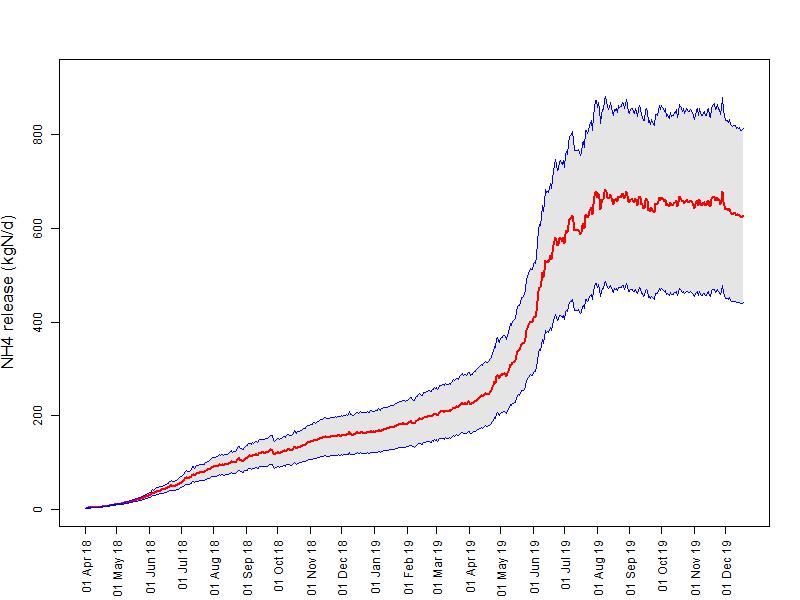 NH4 release (kgN/d)
800
600
400
200
0
01 Apr 18
01 May 18
01 Jun 18
01 Jul 18
01 Aug 18
01 Sep 18
01 Oct 18
01 Nov 18
01 Dec 18
01 Jan 19
01 Feb 19
01 Mar 19
01 Apr 19
01 May 19
01 Jun 19
01 Jul 19
01 Aug 19
01 Sep 19
01 Oct 19
01 Nov 19
01 Dec 19